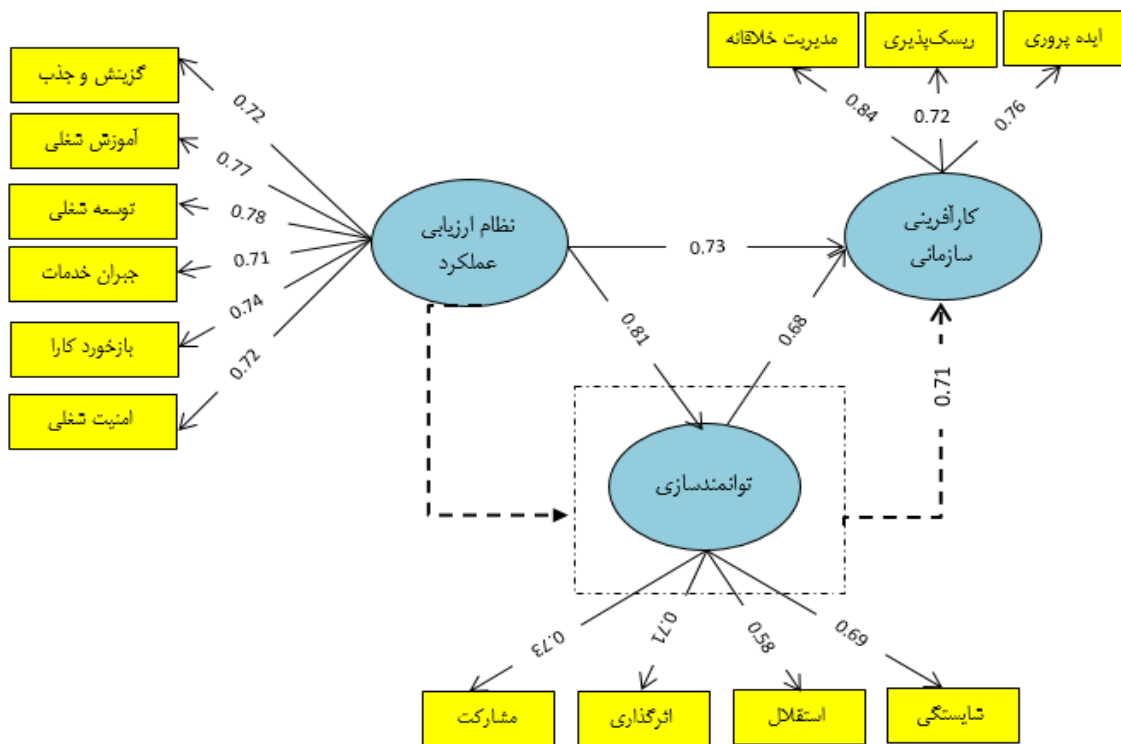 مدیریت خلاقانه
ریسک‌پذیری
ایده پروری
0.84
0.72
0.76
گزینش و جذب
آموزش شغلی
توسعه شغلی
جبران خدمات
بازخورد کارا
امنیت شغلی
0.72
0.77
0.78
0.71
0.74
0.72
نظام ارزیابی
عملکرد
0.73
کارآفرینی
سازمانی
0.81
0.68
0.71
توانمندسازی
0.73
0.71
0.58
0.69
مشارکت
اثرگذاری
استقلال
شایستگی